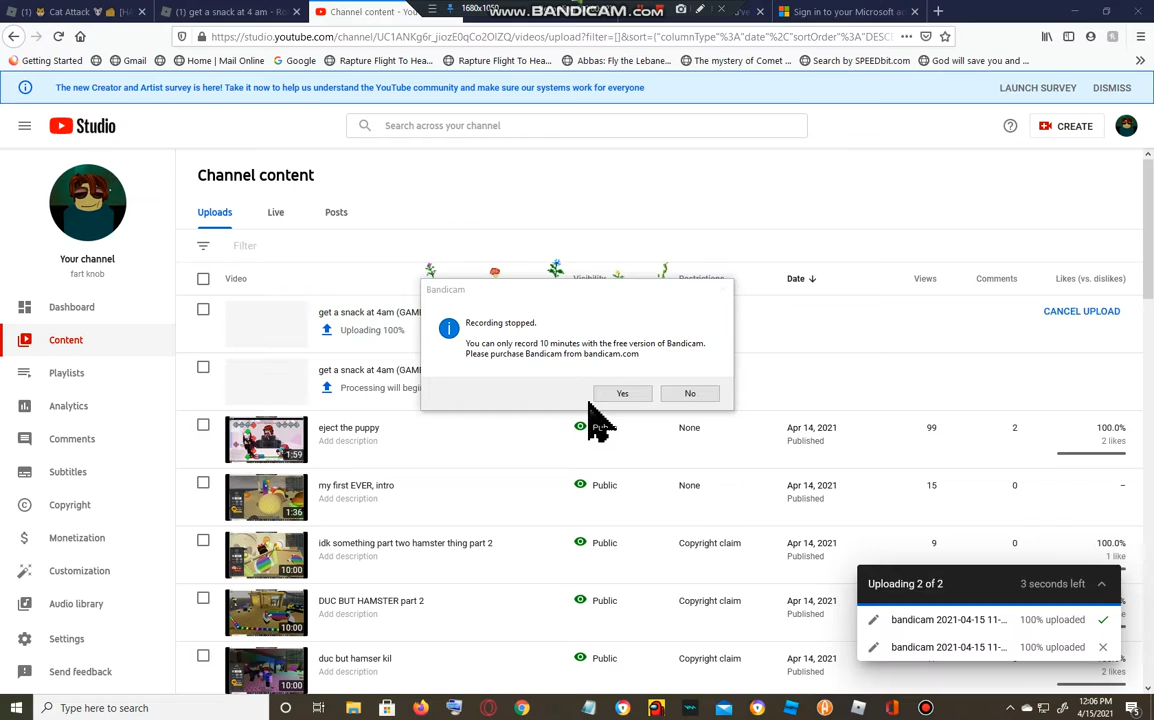 Cat Attack [HA
get a snack at 4 am - Ro
Channel content - You
1680x1050
WWW.BANDICAM.COM
Sign in to your Microsoft ac
https://studio.youtube.com/channel/UC1ANKg6r_jiozE0qCo2OlZQ/videos/upload?filter=[]&sort={"columnType"%3A"date"%2C"sortOrder"%3A"DESC
Getting Started
Gmail
Home | Mail Online
Google
Rapture Flight To Hea...
Rapture Flight To Hea...
Abbas: Fly the Lebane...
The mystery of Comet ...
Search by SPEEDbit.com
God will save you and ...
The new Creator and Artist survey is here! Take it now to help us understand the YouTube community and make sure our systems work for everyone
LAUNCH SURVEY
DISMISS
Studio
Search across your channel
CREATE
Channel content
Uploads
Live
Posts
Filter
Your channel
fart knob
Dashboard
Content
Playlists
Analytics
Comments
Subtitles
Copyright
Monetization
Customization
Audio library
Settings
Send feedback
Video
Visibility
Restrictions
Date
Views
Comments
Likes (vs. dislikes)
get a snack at 4am (GAM
Uploading 100%
CANCEL UPLOAD
get a snack at 4am (GAM
Processing will begi
Bandicam
Recording stopped.
You can only record 10 minutes with the free version of Bandicam.
Please purchase Bandicam from bandicam.com
Yes
No
1:59
eject the puppy
Add description
Public
None
Apr 14, 2021
Published
99
2
100.0%
2 likes
1:36
my first EVER, intro
Add description
Public
None
Apr 14, 2021
Published
15
0
–
10:00
idk something part two hamster thing part 2
Add description
Public
Copyright claim
Apr 14, 2021
Published
9
0
100.0%
1 like
10:00
DUC BUT HAMSTER part 2
Add description
Public
Copyright claim
Apr 14, 2021
Published
10:00
duc but hamser kil
Add description
Public
Copyright claim
Apr 14, 2021
Published
Uploading 2 of 2
3 seconds left
bandicam 2021-04-15 11-...
100% uploaded
bandicam 2021-04-15 11-...
100% uploaded
Type here to search
12:06 PM
4/15/2021
5